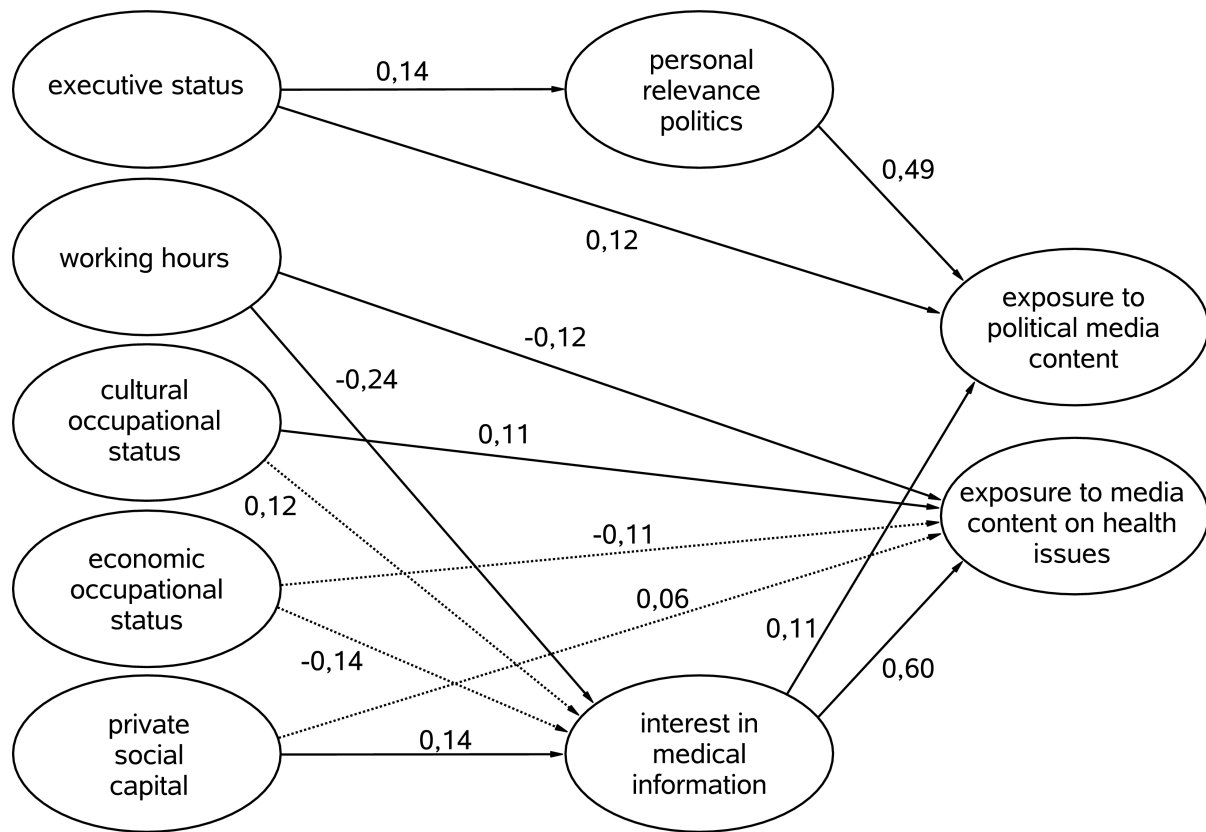 executive status
0,14
personal
relevance
politics
0,49
0,12
working hours
exposure to
political media
content
-0,12
-0,24
cultural
occupational
status
0,11
0,12
exposure to media
content on health
issues
-0,11
economic
occupational
status
0,06
0,11
-0,14
0,60
private
social
capital
0,14
interest in
medical
information